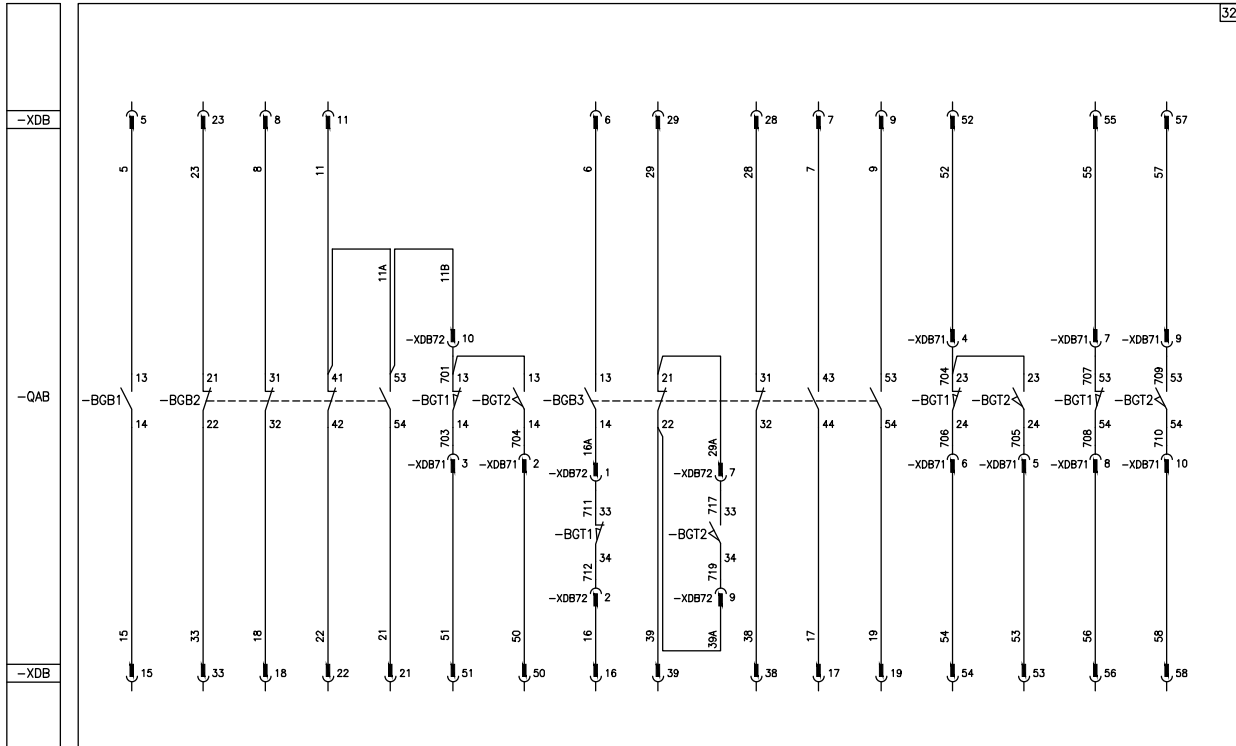 32
-XDB
5 23 8 11 6 29 28 7 9 52 55 57
5 23 8 11 6 29 28 7 9 52 55 57
11A 11B
-XDB72 10 -XDB71 4 -XDB71 7 -XDB71 9
701 704 707 709
13 21 31 41 53 13 13 13 21 31 43 53 23 23 53 53
-QAB -BGB1 -BGB2 -BGT1 -BGT2 -BGB3 -BGT1 -BGT2 -BGT1 -BGT2
14 22 32 42 54 14 14 14 22 32 44 54 24 24 54 54
703 704 16A 29A 706 705 708 710
-XDB71 3 -XDB71 2 -XDB72 1 -XDB72 7 -XDB71 6 -XDB71 5 -XDB71 8 -XDB71 10
711 33 717 33
-BGT1 -BGT2
34 34
712 719
-XDB72 2 -XDB72 9
15 33 18 22 21 51 50 16 39 39A 38 17 19 54 53 56 58
-XDB
15 33 18 22 21 51 50 16 39 38 17 19 54 53 56 58